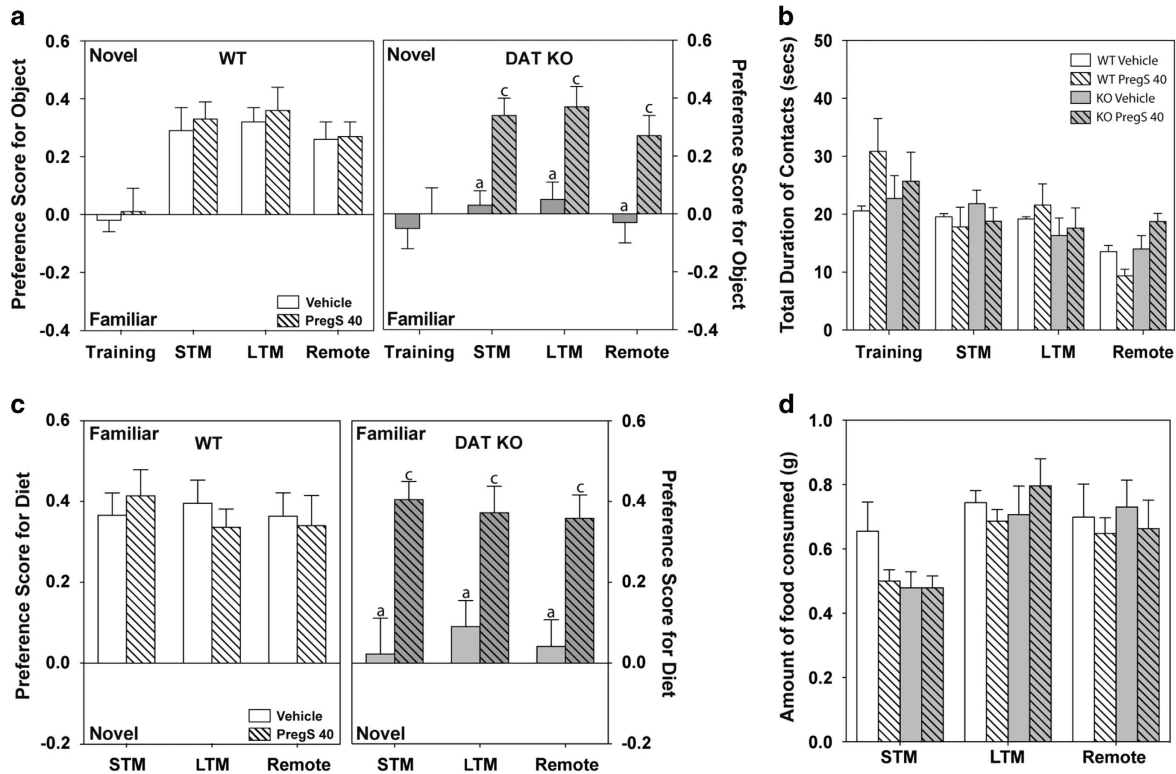 a
0.6
0.4
0.2
0.0
-0.2
-0.4
Preference Score for Object
Novel
WT
Familiar
Vehicle
PregS 40
Training STM LTM Remote
Novel
DAT KO
c
c
c
a
a
a
Familiar
Training STM LTM Remote
0.6
0.4
0.2
0.0
-0.2
-0.4
Preference Score for Object
b
50
40
30
20
10
0
Total Duration of Contacts (secs)
WT Vehicle
WT PregS 40
KO Vehicle
KO PregS 40
Training STM LTM Remote
c
0.6
0.4
0.2
0.0
-0.2
Preference Score for Diet
Familiar
WT
Novel
Vehicle
PregS 40
STM LTM Remote
Familiar
DAT KO
c
c
c
a
a
a
Novel
STM LTM Remote
0.6
0.4
0.2
0.0
-0.2
Preference Score for Diet
d
1.0
0.8
0.6
0.4
0.2
0.0
Amount of food consumed (g)
STM LTM Remote